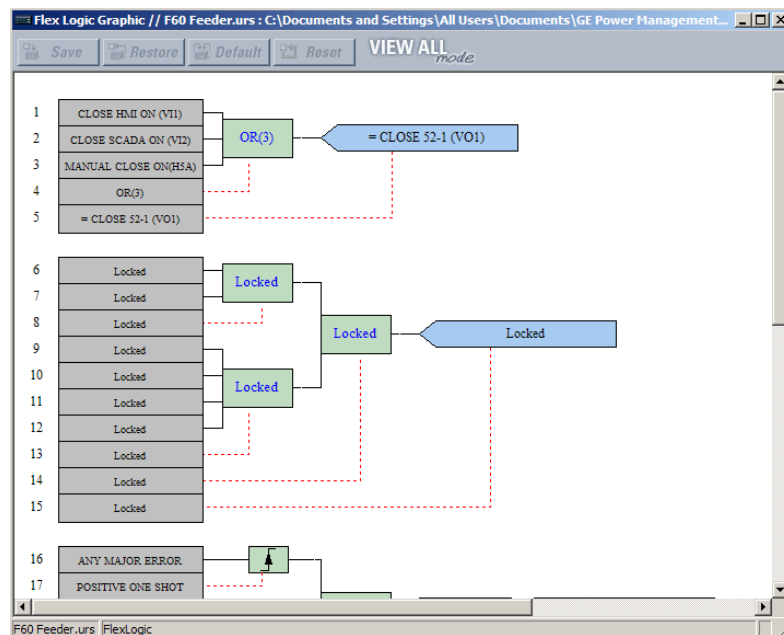 Flex Logic Graphic // F60 Feeder.urs : C:\Documents and Settings\All Users\Documents\GE Power Management...
Save Restore Default Reset VIEW ALL mode
1 CLOSE HMI ON (VI1)
2 CLOSE SCADA ON (VI2)
3 MANUAL CLOSE ON(H5A)
4 OR(3)
5 = CLOSE 52-1 (VO1)
OR(3)
= CLOSE 52-1 (VO1)
6 Locked
7 Locked
8 Locked
9 Locked
10 Locked
11 Locked
12 Locked
13 Locked
14 Locked
15 Locked
Locked
Locked
Locked
Locked
16 ANY MAJOR ERROR
17 POSITIVE ONE SHOT
F60 Feeder.urs FlexLogic